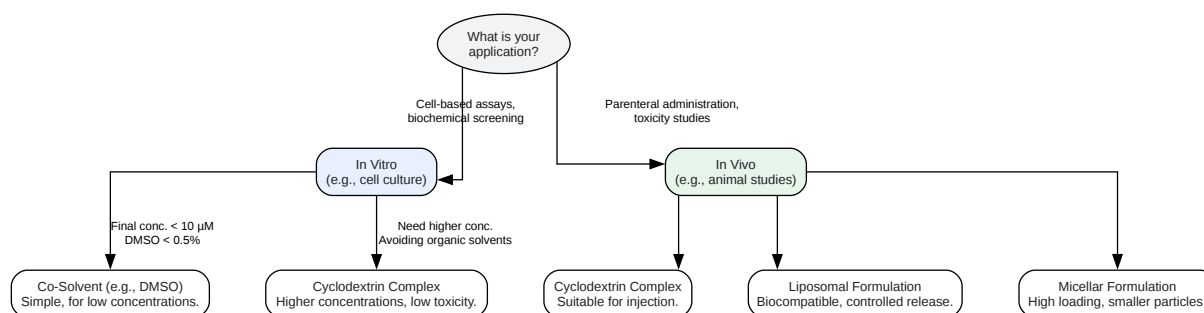 What is your
application?
Cell-based assays,
biochemical screening
Parenteral administration,
toxicity studies
In Vitro
(e.g., cell culture)
In Vivo
(e.g., animal studies)
Final conc. < 10 µM
DMSO < 0.5%
Need higher conc.
Avoiding organic solvents
Co-Solvent (e.g., DMSO)
Simple, for low concentrations.
Cyclodextrin Complex
Higher concentrations, low toxicity.
Cyclodextrin Complex
Suitable for injection.
Liposomal Formulation
Biocompatible, controlled release.
Micellar Formulation
High loading, smaller particles